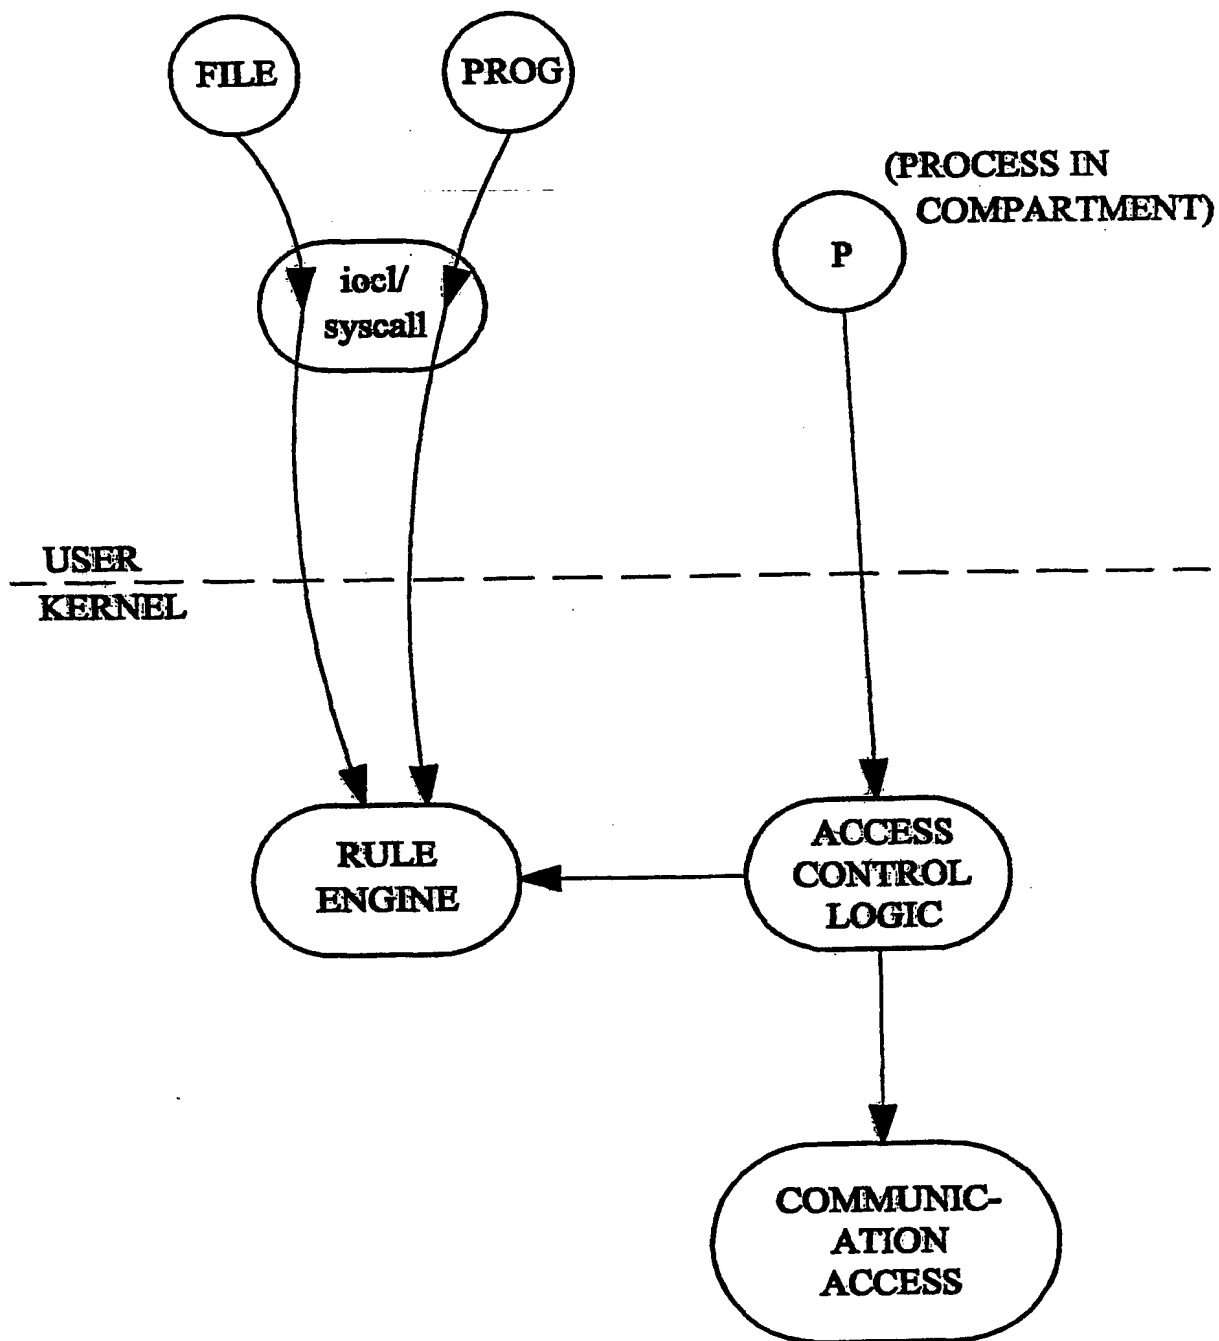 FILE
PROG
(PROCESS IN
COMPARTMENT)
P
iocl/
syscall
USER
KERNEL
RULE
ENGINE
ACCESS
CONTROL
LOGIC
COMMUNIC-
ATION
ACCESS